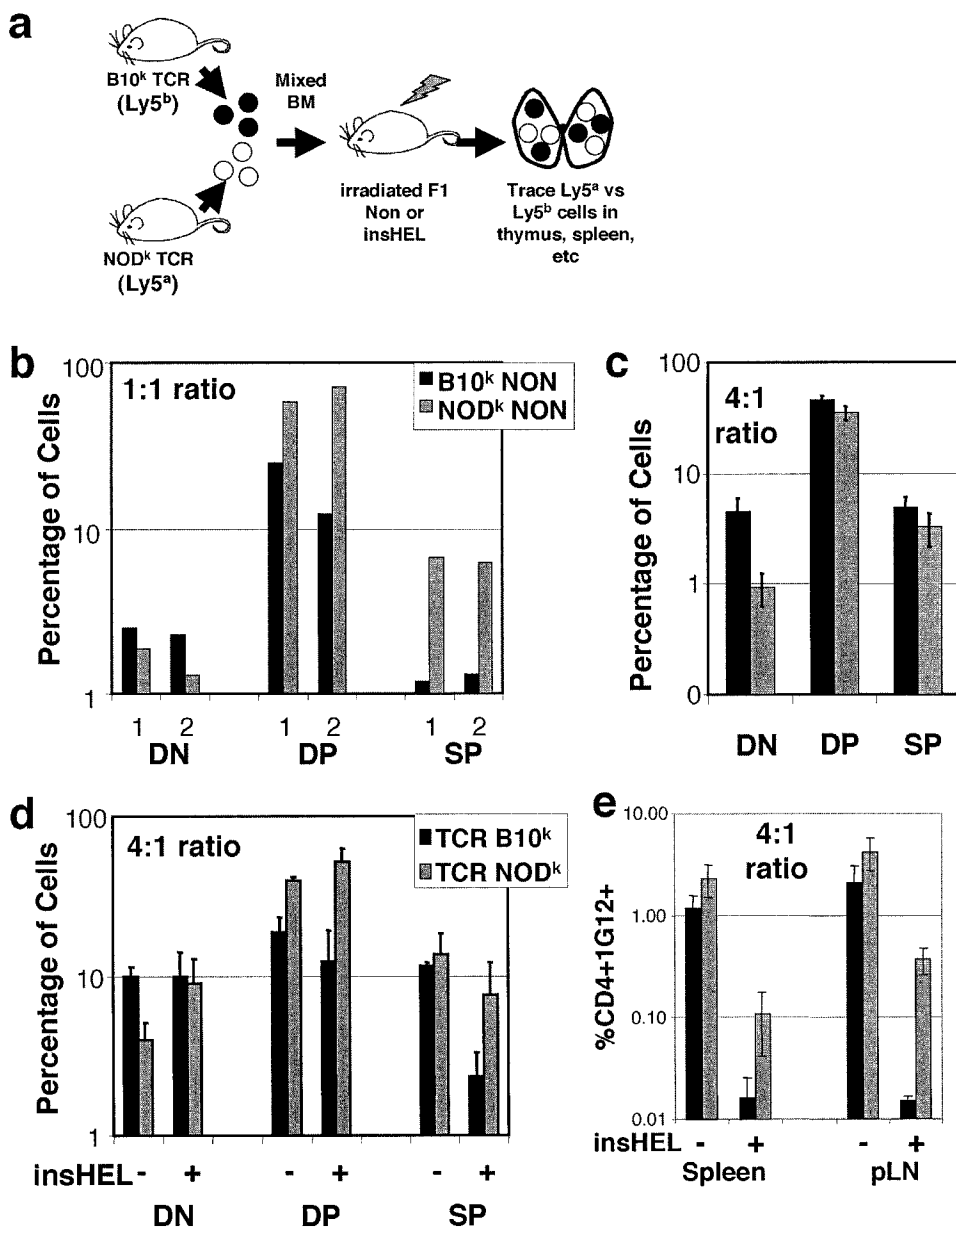 a
B10ᵏ TCR
(Ly5ᵇ)
Mixed
BM
NODᵏ TCR
(Ly5ᵃ)
irradiated F1
Non or
insHEL
Trace Ly5ᵃ vs
Ly5ᵇ cells in
thymus, spleen,
etc
b
1:1 ratio
B10ᵏ NON
NODᵏ NON
Percentage of Cells
100
10
1
1 2 1 2 1 2
DN DP SP
c
4:1
ratio
Percentage of Cells
100
10
1
0
DN DP SP
d
4:1 ratio
TCR B10ᵏ
TCR NODᵏ
Percentage of Cells
100
10
1
insHEL - + - + - +
DN DP SP
e
4:1
ratio
%CD4+1G12+
10.00
1.00
0.10
0.01
insHEL - + - +
Spleen pLN